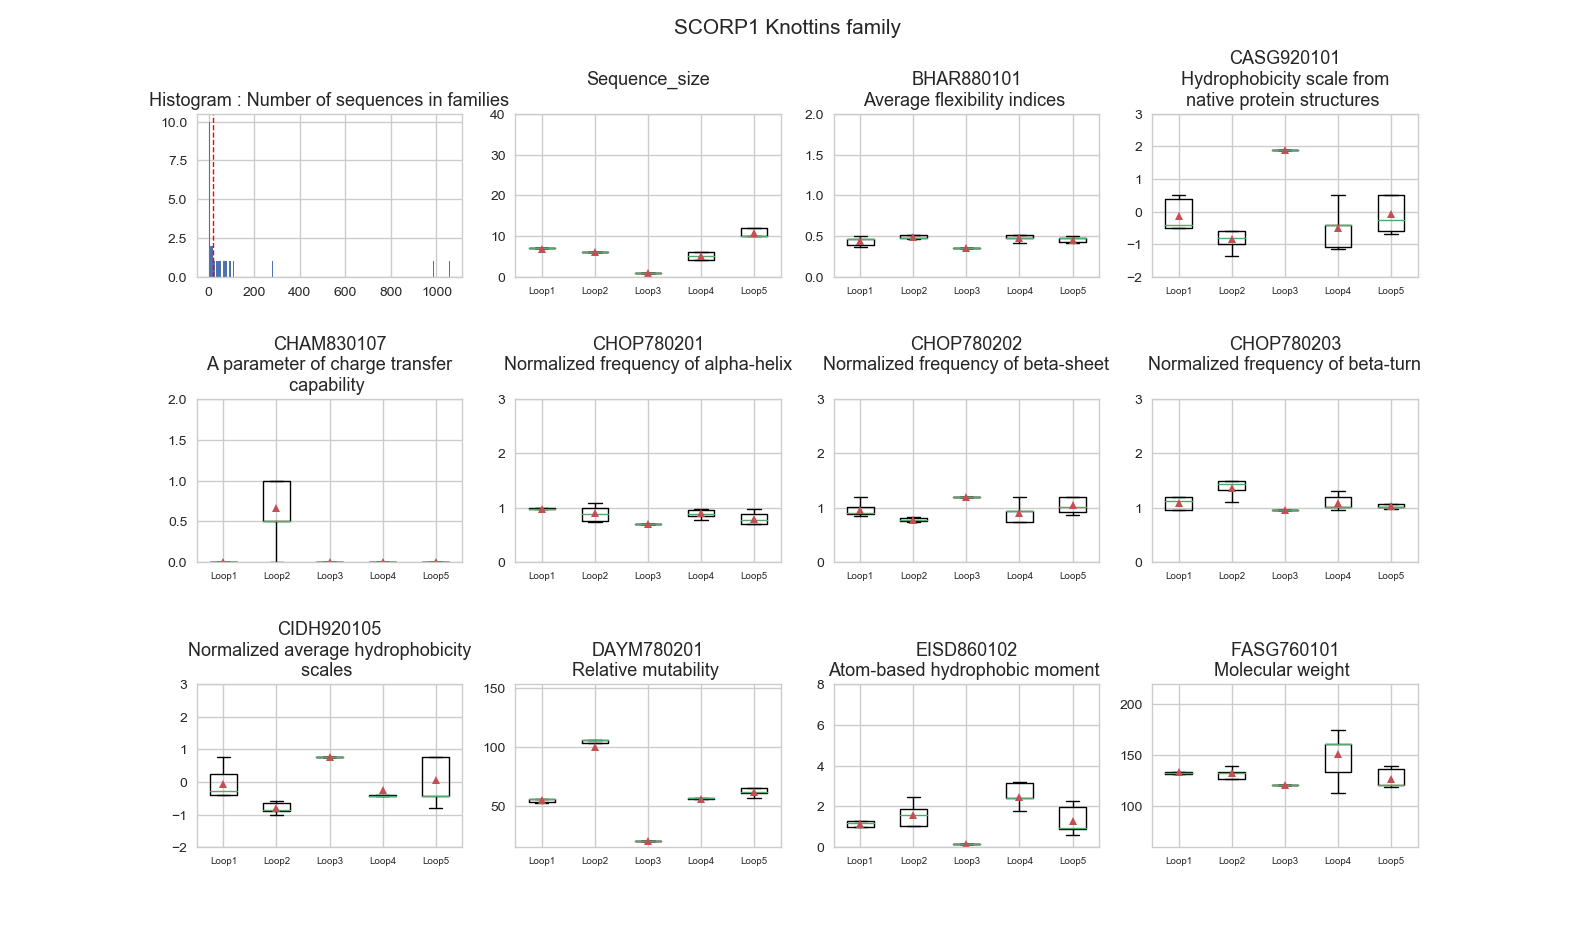 SCORP1 Knottins family
Histogram : Number of sequences in families
10.0
7.5
5.0
2.5
0.0
0 200 400 600 800 1000
Sequence_size
40
30
20
10
0
Loop1 Loop2 Loop3 Loop4 Loop5
BHAR880101
Average flexibility indices
2.0
1.5
1.0
0.5
0.0
Loop1 Loop2 Loop3 Loop4 Loop5
CASG920101
Hydrophobicity scale from
native protein structures
3
2
1
0
−1
−2
Loop1 Loop2 Loop3 Loop4 Loop5
CHAM830107
A parameter of charge transfer
capability
2.0
1.5
1.0
0.5
0.0
Loop1 Loop2 Loop3 Loop4 Loop5
CHOP780201
Normalized frequency of alpha-helix
3
2
1
0
Loop1 Loop2 Loop3 Loop4 Loop5
CHOP780202
Normalized frequency of beta-sheet
3
2
1
0
Loop1 Loop2 Loop3 Loop4 Loop5
CHOP780203
Normalized frequency of beta-turn
3
2
1
0
Loop1 Loop2 Loop3 Loop4 Loop5
CIDH920105
Normalized average hydrophobicity
scales
3
2
1
0
−1
−2
Loop1 Loop2 Loop3 Loop4 Loop5
DAYM780201
Relative mutability
150
100
50
Loop1 Loop2 Loop3 Loop4 Loop5
EISD860102
Atom-based hydrophobic moment
8
6
4
2
0
Loop1 Loop2 Loop3 Loop4 Loop5
FASG760101
Molecular weight
200
150
100
Loop1 Loop2 Loop3 Loop4 Loop5